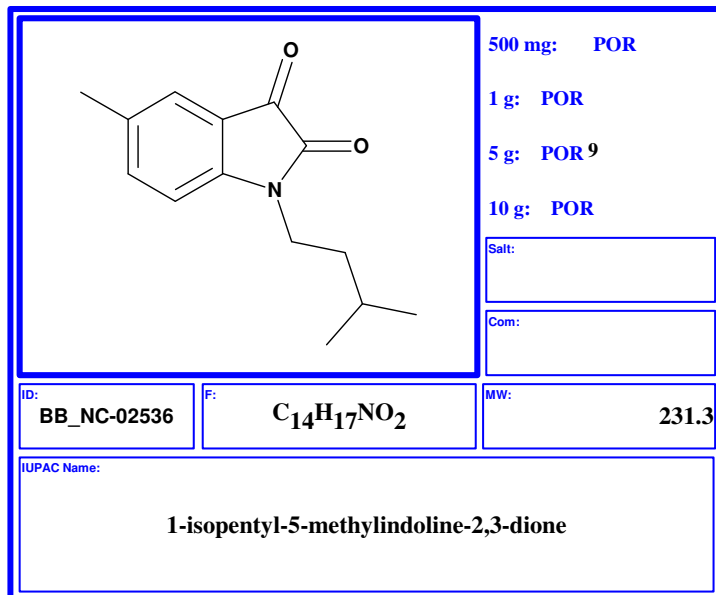 O
O
N
500 mg: POR
1 g: POR
5 g: POR 9
10 g: POR
Salt:
Com:
ID:
BB_NC-02536
F:
C14H17NO2
MW:
231.3
IUPAC Name:
1-isopentyl-5-methylindoline-2,3-dione